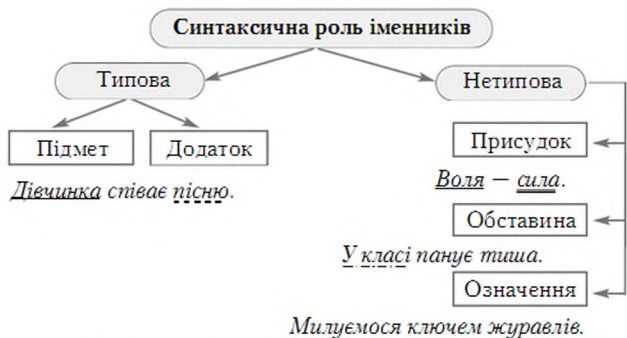 Синтаксична роль іменників
Типова
Нетипова
Підмет
Додаток
Дівчинка співає пісню.
Присудок
Воля — сила.
Обставина
У класі панує тиша.
Означення
Милуємося ключем журавлів.